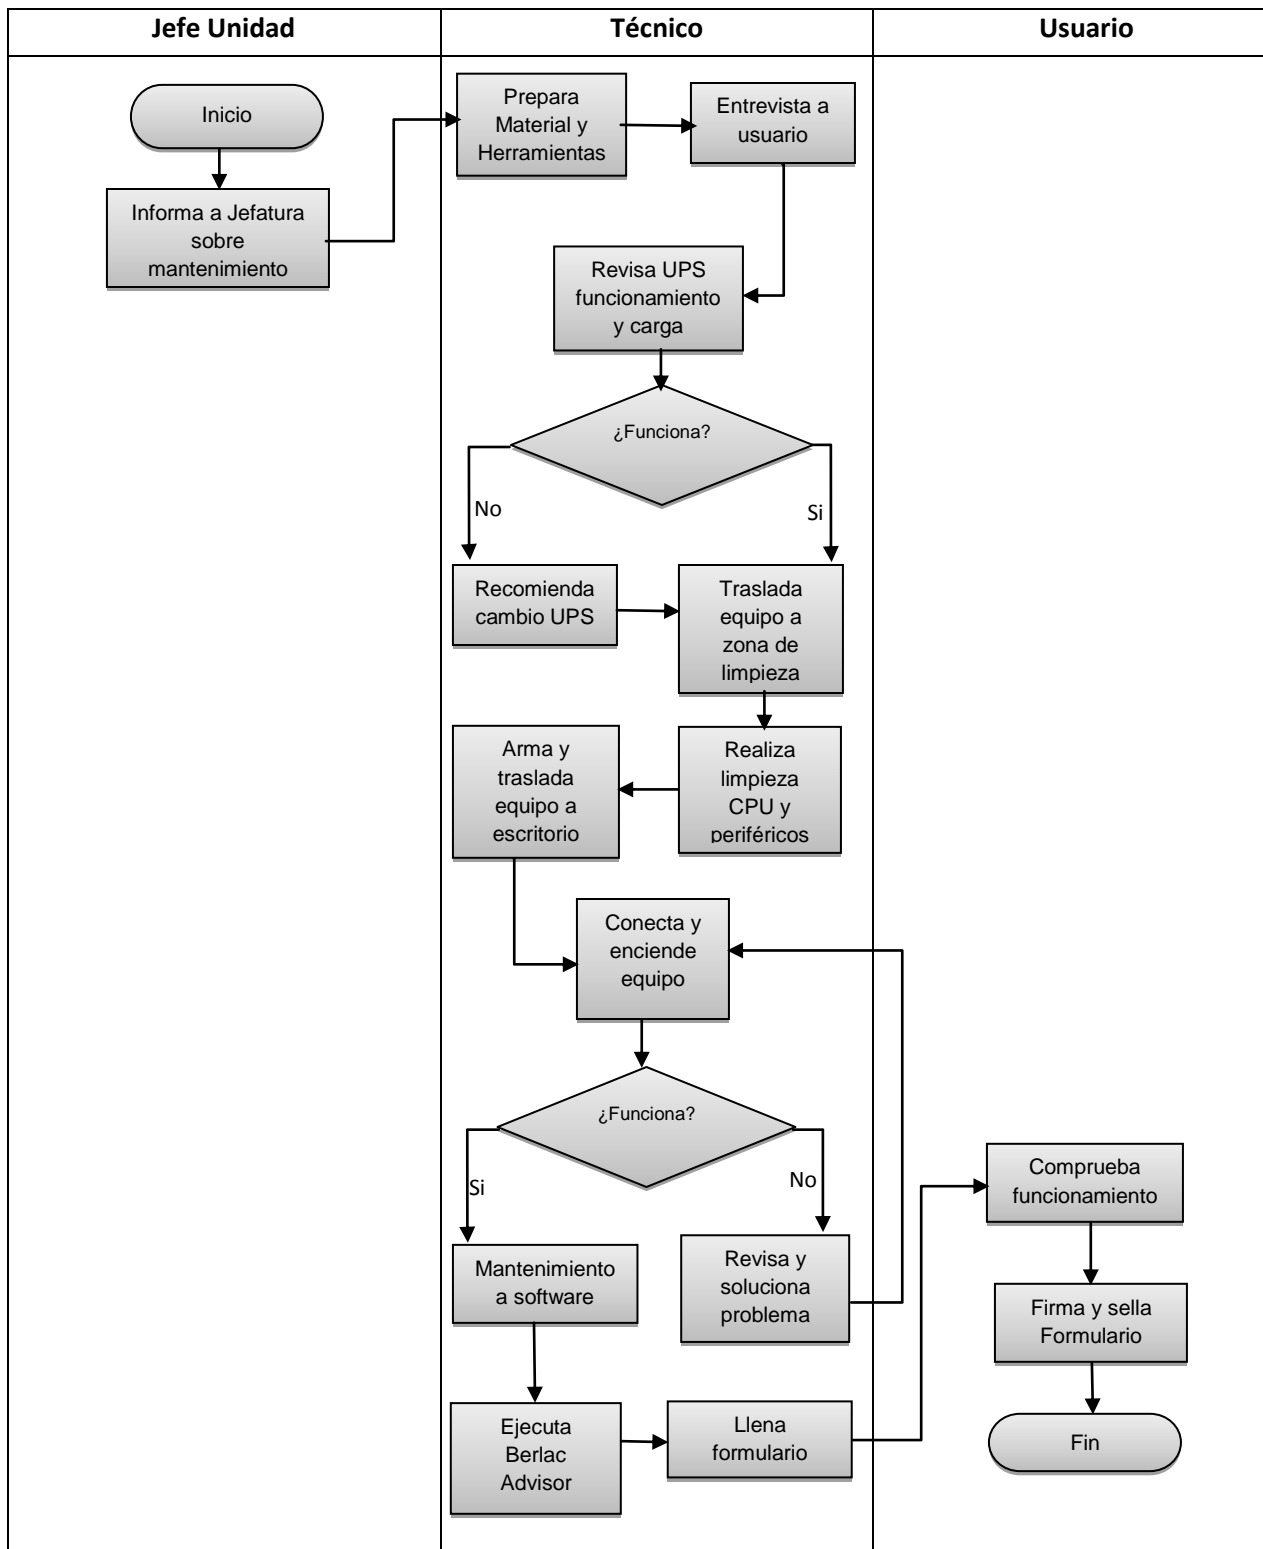 Jefe Unidad
Técnico
Usuario
Inicio
Informa a Jefatura
sobre
mantenimiento
Prepara
Material y
Herramientas
Entrevista a
usuario
Revisa UPS
funcionamiento
y carga
¿Funciona?
No
Si
Recomienda
cambio UPS
Traslada
equipo a
zona de
limpieza
Realiza
limpieza
CPU y
periféricos
Arma y
traslada
equipo a
escritorio
Conecta y
enciende
equipo
¿Funciona?
Si
No
Mantenimiento
a software
Revisa y
soluciona
problema
Ejecuta
Berlac
Advisor
Llena
formulario
Comprueba
funcionamiento
Firma y sella
Formulario
Fin